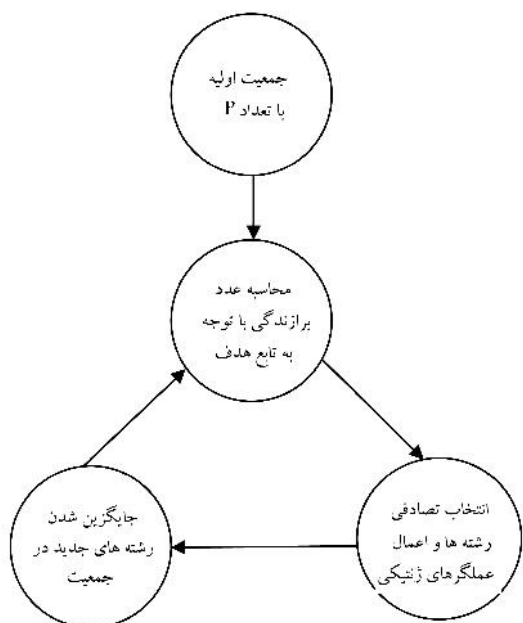 جمعیت اولیه
با تعداد P
محاسبه عدد
برازندگی با توجه
به تابع هدف
انتخاب تصادفی
رشته ها و اعمال
عملگرهای ژنتیکی
جایگزین شدن
رشته های جدید در
جمعیت